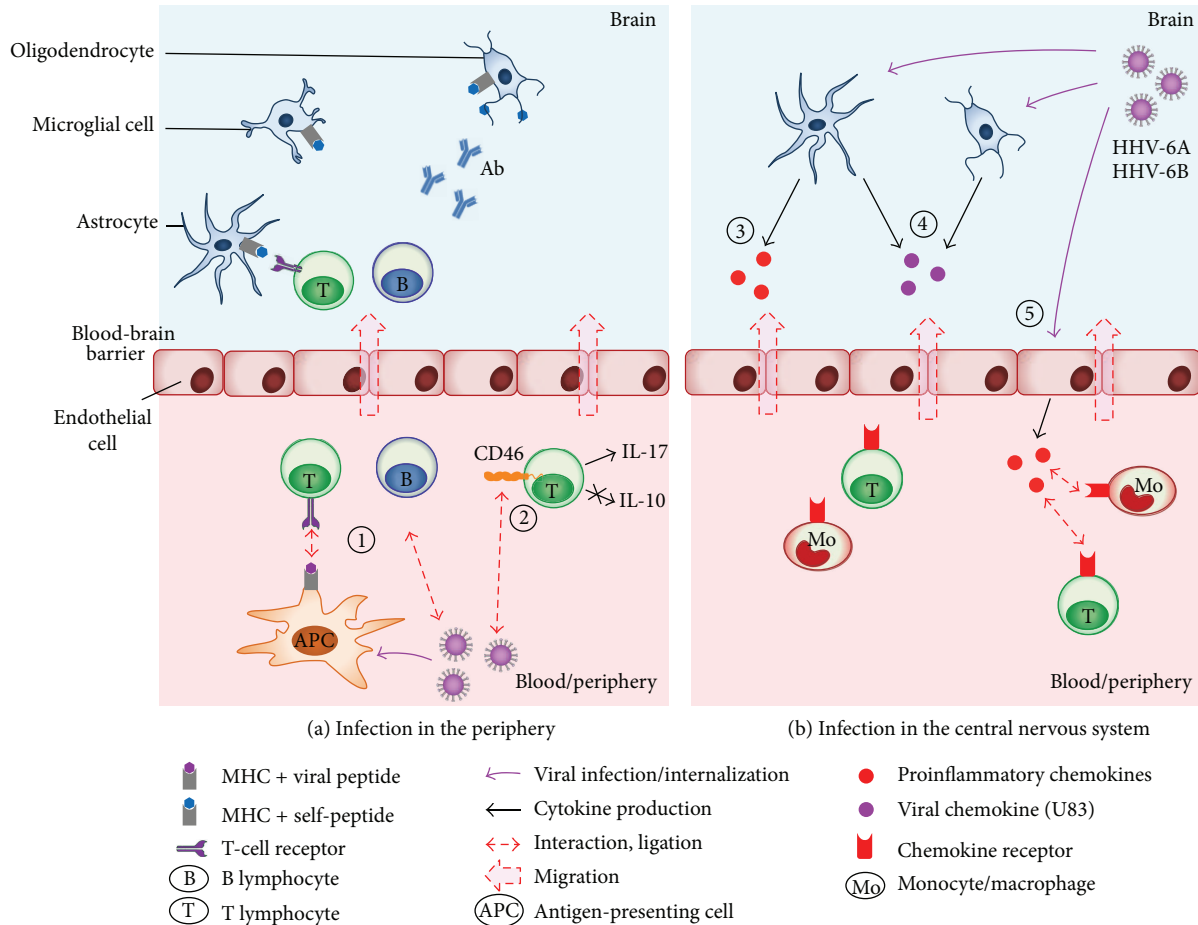 Brain
Oligodendrocyte
Microglial cell
Ab
Astrocyte
T
B
Blood-brain
barrier
Endothelial
cell
T
B
CD46
T
IL-17
IL-10
1
2
APC
Blood/periphery
(a) Infection in the periphery
Brain
HHV-6A
HHV-6B
3
4
5
T
Mo
Mo
T
Blood/periphery
(b) Infection in the central nervous system
MHC + viral peptide
MHC + self-peptide
T-cell receptor
B B lymphocyte
T T lymphocyte
Viral infection/internalization
Cytokine production
Interaction, ligation
Migration
APC Antigen-presenting cell
Proinflammatory chemokines
Viral chemokine (U83)
Chemokine receptor
Mo Monocyte/macrophage